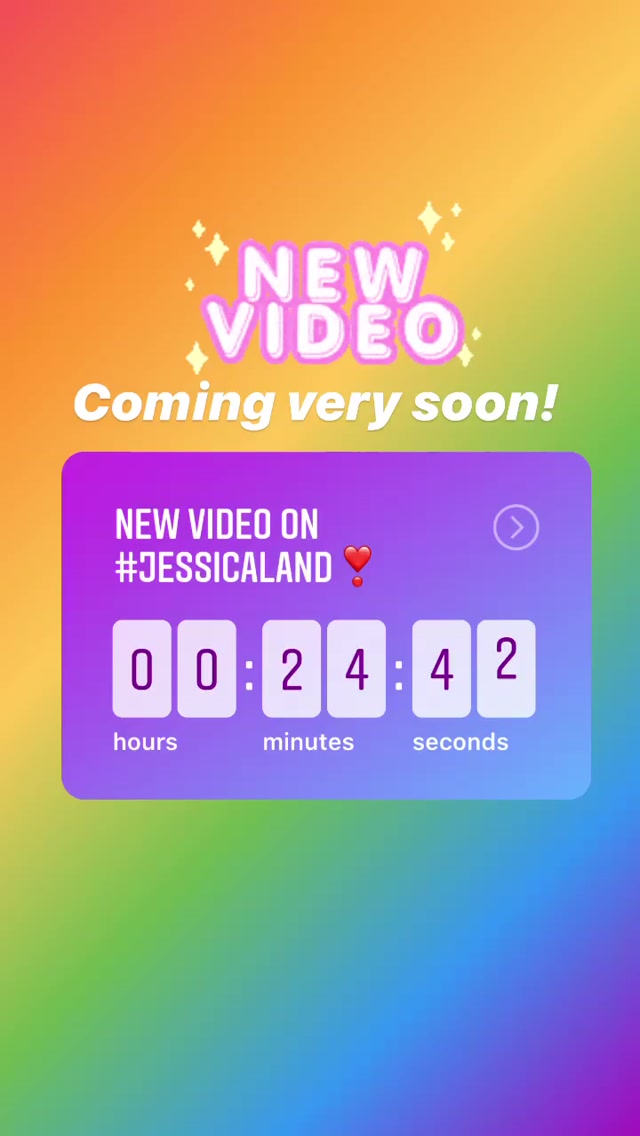 NEW
VIDEO
Coming very soon!
NEW VIDEO ON
#JESSICALAND ❣️
00:24:42
hours minutes seconds